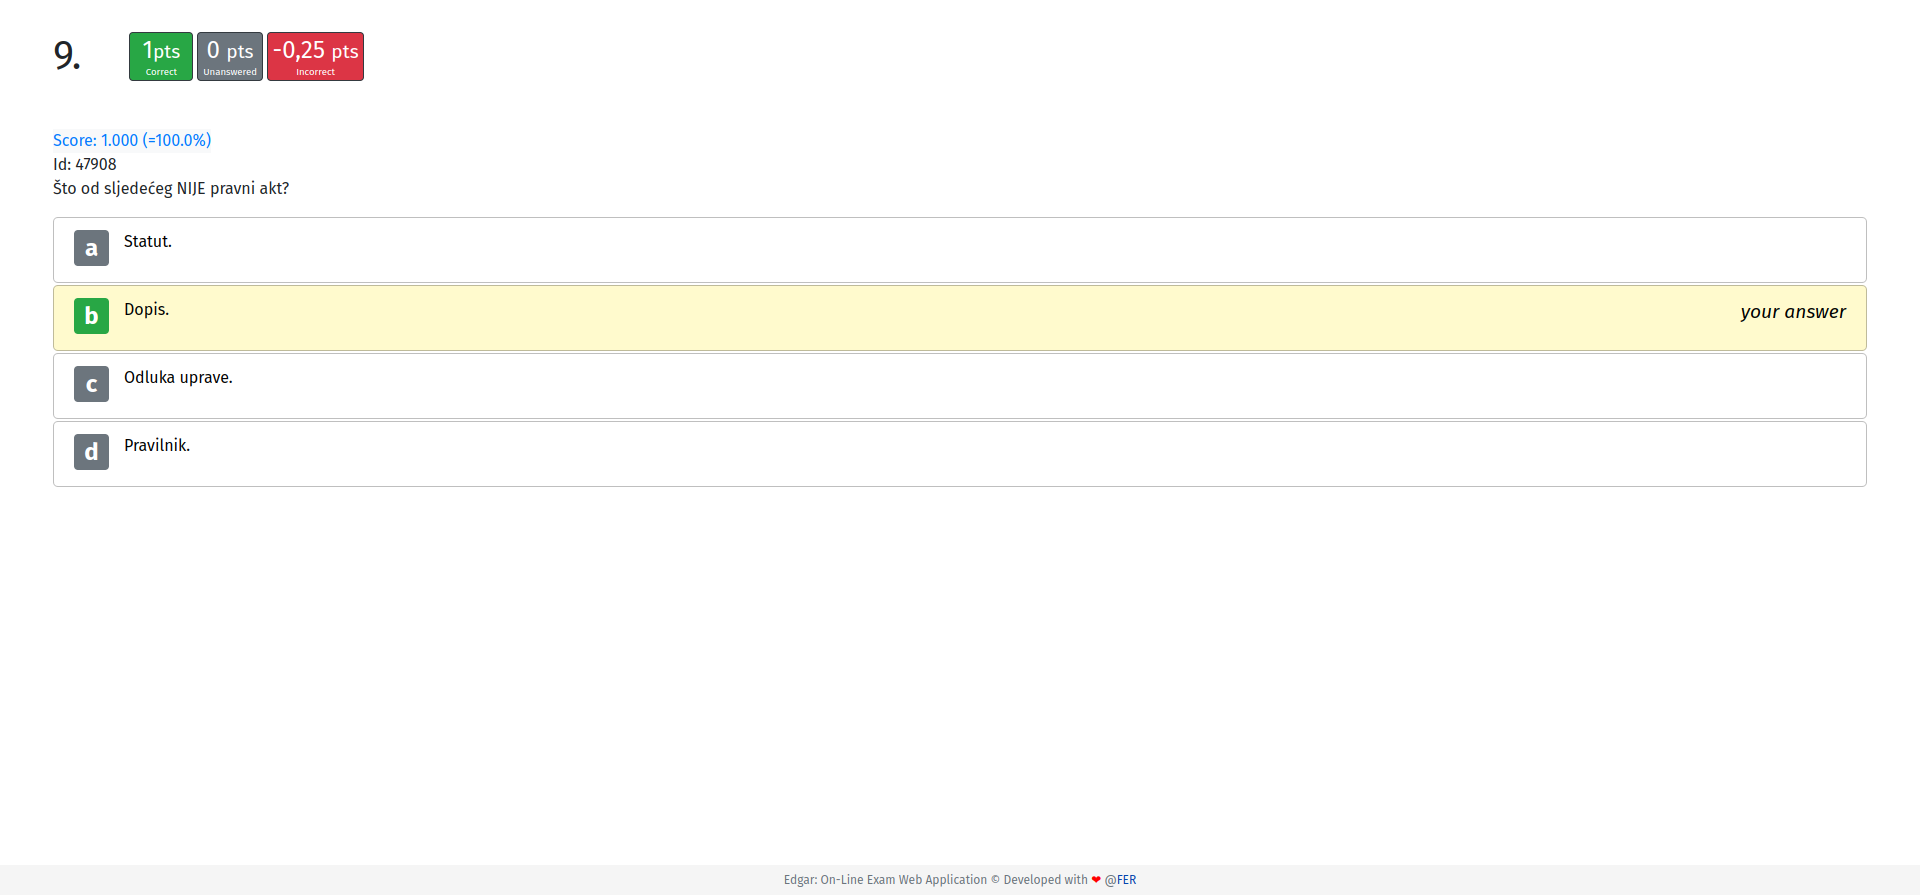 9.
1pts
Correct
0 pts
Unanswered
-0,25 pts
Incorrect
Score: 1.000 (=100.0%)
Id: 47908
Što od sljedećeg NIJE pravni akt?
a Statut.
b Dopis. your answer
c Odluka uprave.
d Pravilnik.
Edgar: On-Line Exam Web Application © Developed with ❤ @FER